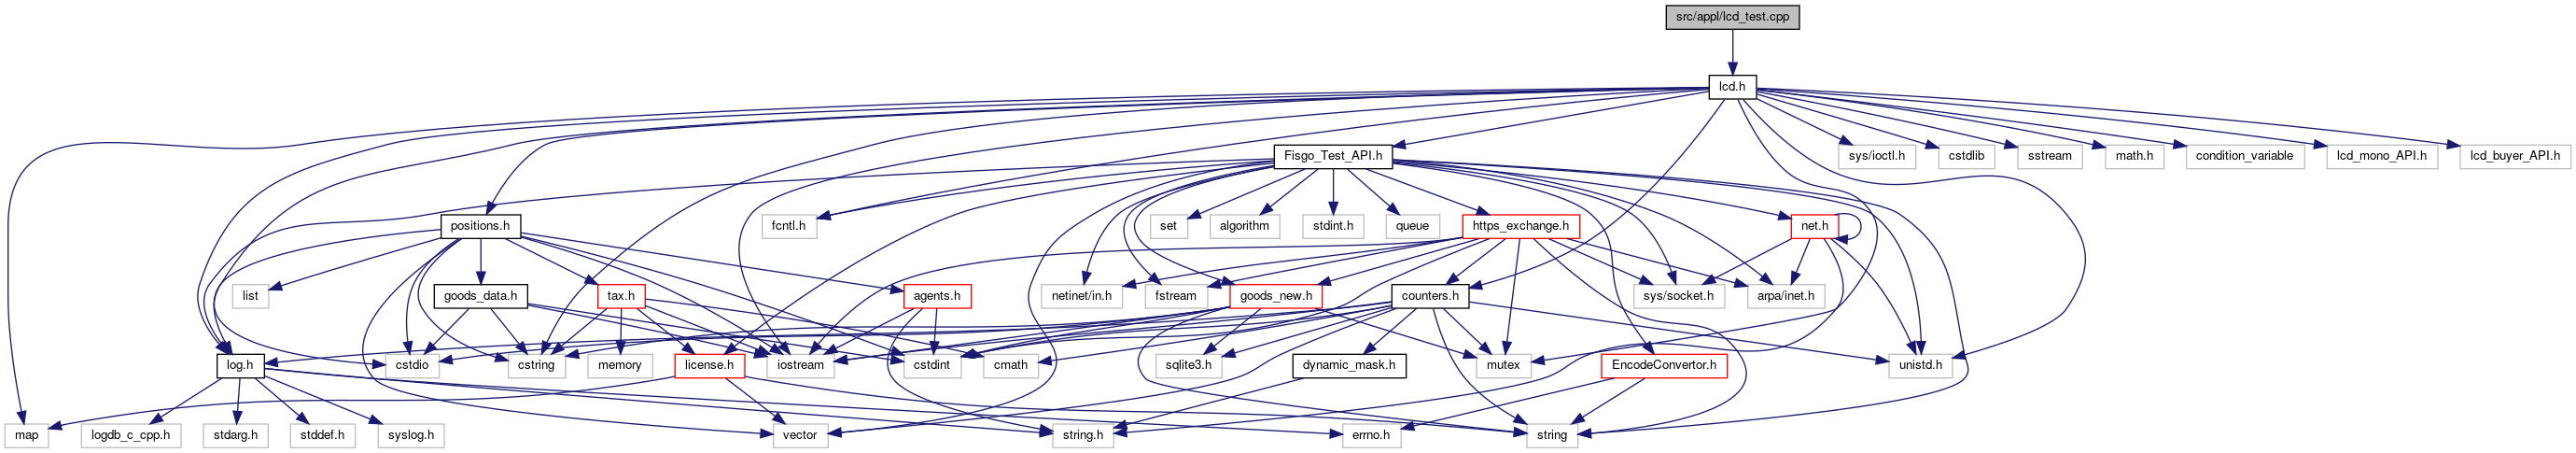 src/appl/lcd_test.cpp
lcd.h
Fisgo_Test_API.h
sys/ioctl.h
cstdlib
sstream
math.h
condition_variable
lcd_mono_API.h
lcd_buyer_API.h
positions.h
fcntl.h
set
algorithm
stdint.h
queue
https_exchange.h
net.h
list
goods_data.h
tax.h
agents.h
netinet/in.h
fstream
goods_new.h
counters.h
sys/socket.h
arpa/inet.h
log.h
cstdio
cstring
memory
license.h
iostream
cstdint
cmath
sqlite3.h
dynamic_mask.h
mutex
EncodeConvertor.h
unistd.h
map
logdb_c_cpp.h
stdarg.h
stddef.h
syslog.h
vector
string.h
errno.h
string